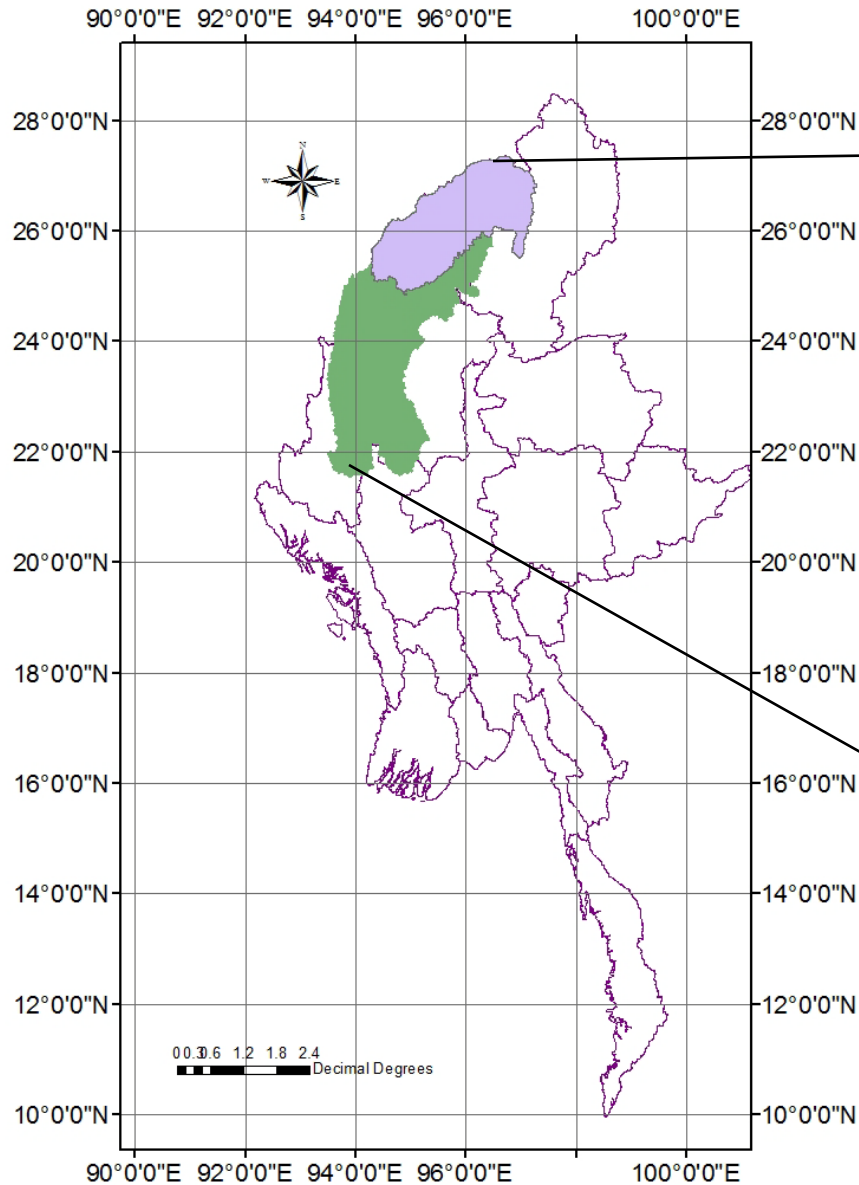 90°0'0"E 92°0'0"E 94°0'0"E 96°0'0"E 100°0'0"E
28°0'0"N 28°0'0"N
N
W E
S
26°0'0"N 26°0'0"N
24°0'0"N 24°0'0"N
22°0'0"N 22°0'0"N
20°0'0"N 20°0'0"N
18°0'0"N 18°0'0"N
16°0'0"N 16°0'0"N
14°0'0"N 14°0'0"N
12°0'0"N 12°0'0"N
0 0.3 0.6 1.2 1.8 2.4
Decimal Degrees
10°0'0"N 10°0'0"N
90°0'0"E 92°0'0"E 94°0'0"E 96°0'0"E 100°0'0"E